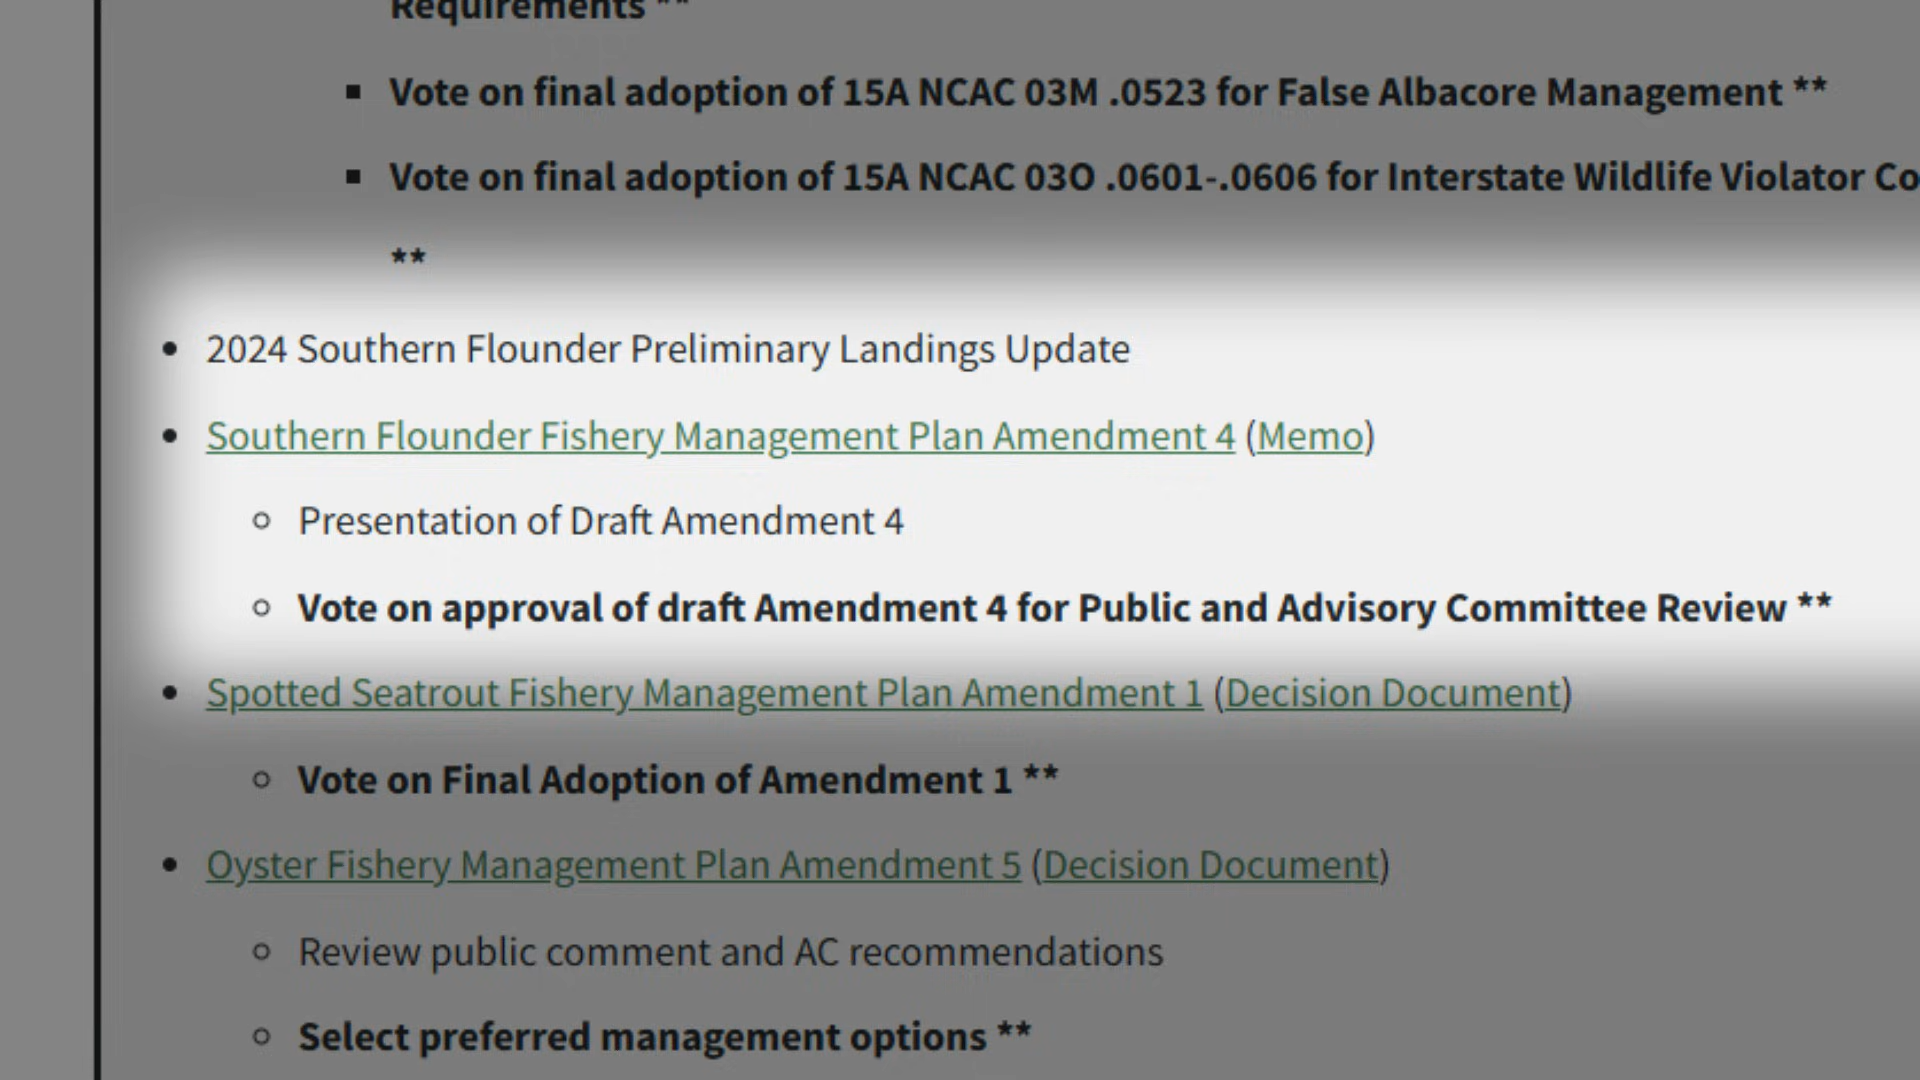 Requirements **
Vote on final adoption of 15A NCAC 03M .0523 for False Albacore Management **
Vote on final adoption of 15A NCAC 03O .0601-.0606 for Interstate Wildlife Violator Co
**
2024 Southern Flounder Preliminary Landings Update
Southern Flounder Fishery Management Plan Amendment 4 (Memo)
Presentation of Draft Amendment 4
Vote on approval of draft Amendment 4 for Public and Advisory Committee Review **
Spotted Seatrout Fishery Management Plan Amendment 1 (Decision Document)
Vote on Final Adoption of Amendment 1 **
Oyster Fishery Management Plan Amendment 5 (Decision Document)
Review public comment and AC recommendations
Select preferred management options **